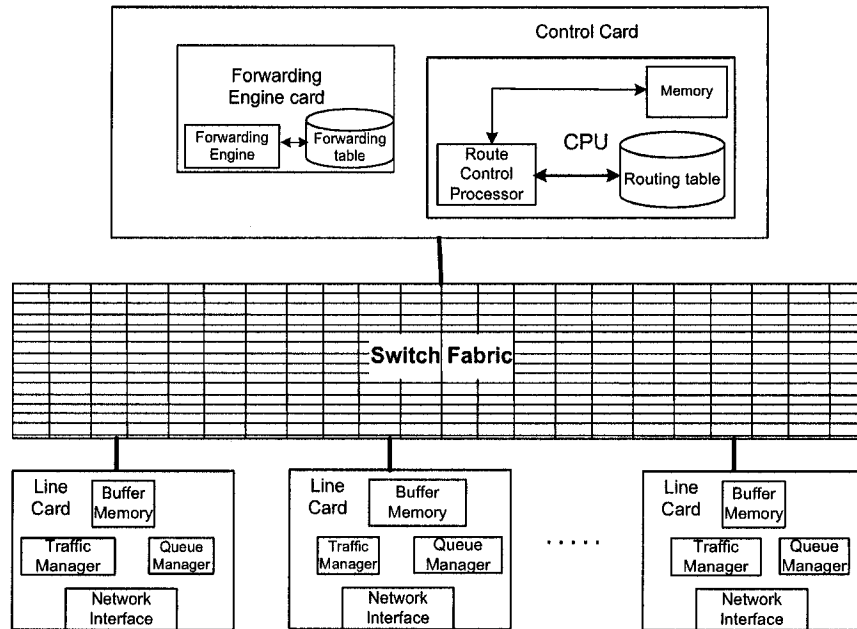 Control Card
Forwarding
Engine card
Forwarding
Engine
Forwarding
table
Memory
CPU
Route
Control
Processor
Routing table
Switch Fabric
Line
Card
Buffer
Memory
Traffic
Manager
Queue
Manager
Network
Interface
Line
Card
Buffer
Memory
Traffic
Manager
Queue
Manager
Network
Interface
.....
Line
Card
Buffer
Memory
Traffic
Manager
Queue
Manager
Network
Interface